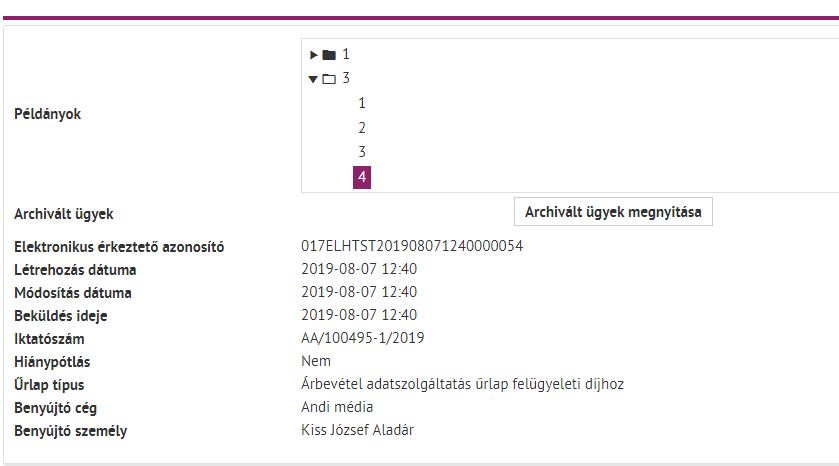 Példányok
1
3
1
2
3
4
Archivált ügyek Archivált ügyek megnyitása
Elektronikus érkeztető azonosító 017ELHTST201908071240000054
Létrehozás dátuma 2019-08-07 12:40
Módosítás dátuma 2019-08-07 12:40
Beküldés ideje 2019-08-07 12:40
Iktatószám AA/100495-1/2019
Hiánypótlás Nem
Űrlap típus Árbevétel adatszolgáltatás űrlap felügyeleti díjhoz
Benyújtó cég Andi média
Benyújtó személy Kiss József Aladár